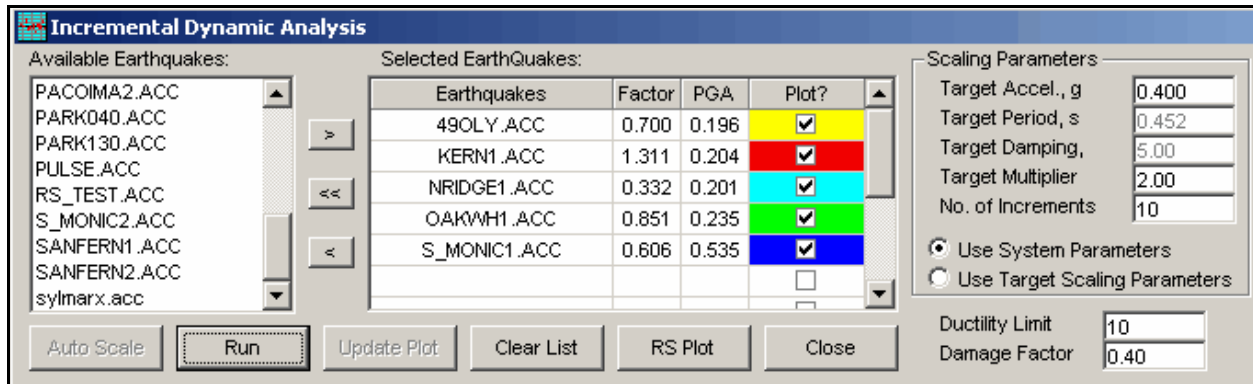 Incremental Dynamic Analysis
Available Earthquakes:
PACOIMA2.ACC
PARK040.ACC
PARK130.ACC
PULSE.ACC
RS_TEST.ACC
S_MONIC2.ACC
SANFERN1.ACC
SANFERN2.ACC
sylmarx.acc
>
<<
<
Selected EarthQuakes:
Earthquakes Factor PGA Plot?
49OLY.ACC 0.700 0.196
KERN1.ACC 1.311 0.204
NRIDGE1.ACC 0.332 0.201
OAKWH1.ACC 0.851 0.235
S_MONIC1.ACC 0.606 0.535
Scaling Parameters
Target Accel., g 0.400
Target Period, s 0.452
Target Damping, 5.00
Target Multiplier 2.00
No. of Increments 10
Use System Parameters
Use Target Scaling Parameters
Ductility Limit 10
Damage Factor 0.40
Auto Scale Run Update Plot Clear List RS Plot Close